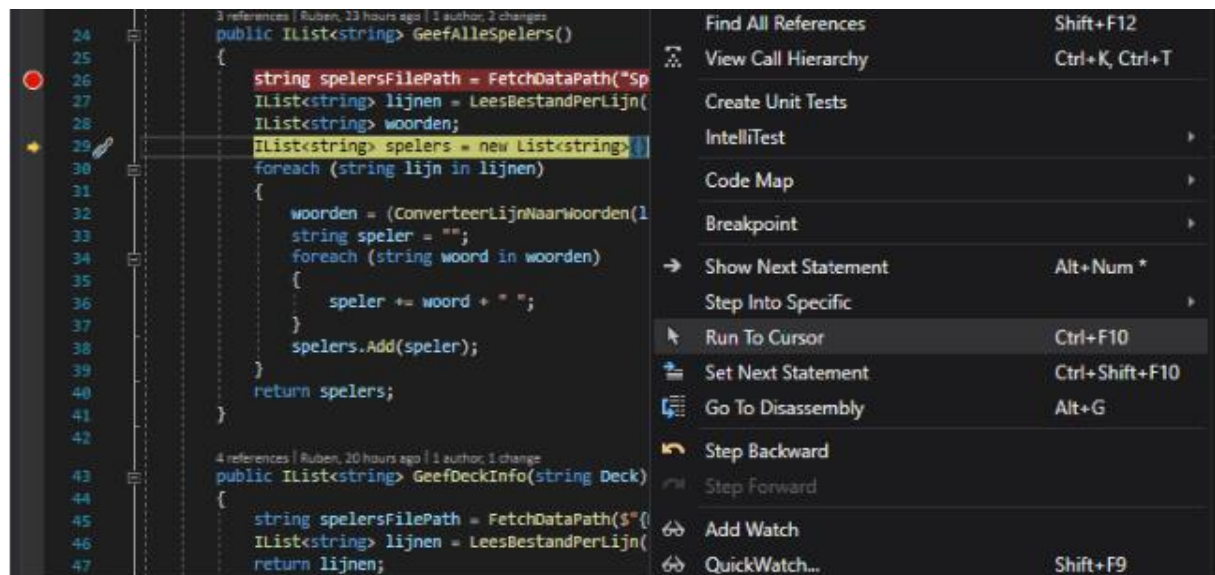 3 references | Ruben, 23 hours ago | 1 author, 2 changes
24 public IList<string> GeefAlleSpelers()
25 {
26 string spelersFilePath = FetchDataPath("Sp
27 IList<string> lijnen = LeesBestandPerLijn(
28 IList<string> woorden;
29 IList<string> spelers = new List<string>()
30 foreach (string lijn in lijnen)
31 {
32 woorden = (ConverteerLijnNaarWoorden(l
33 string speler = "";
34 foreach (string woord in woorden)
35 {
36 speler += woord + " ";
37 }
38 spelers.Add(speler);
39 }
40 return spelers;
41 }
42
4 references | Ruben, 20 hours ago | 1 author, 1 change
43 public IList<string> GeefDeckInfo(string Deck)
44 {
45 string spelersFilePath = FetchDataPath($"{
46 IList<string> lijnen = LeesBestandPerLijn(
47 return lijnen;
Find All References Shift+F12
View Call Hierarchy Ctrl+K, Ctrl+T
Create Unit Tests
IntelliTest
Code Map
Breakpoint
Show Next Statement Alt+Num *
Step Into Specific
Run To Cursor Ctrl+F10
Set Next Statement Ctrl+Shift+F10
Go To Disassembly Alt+G
Step Backward
Step Forward
Add Watch
QuickWatch... Shift+F9